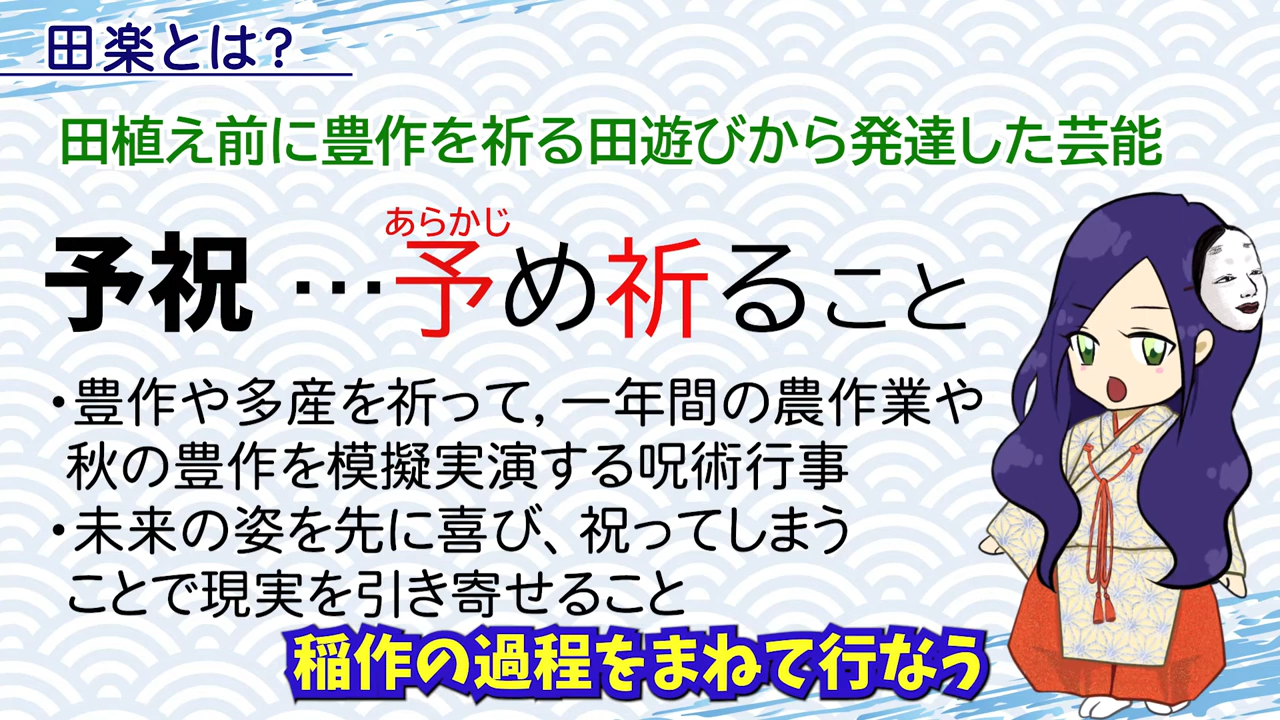 田楽とは?
田植え前に豊作を祈る田遊びから発達した芸能
あらかじ
予祝 …予め祈ること
・豊作や多産を祈って,一年間の農作業や
秋の豊作を模擬実演する呪術行事
・未来の姿を先に喜び、祝ってしまう
ことで現実を引き寄せること
稲作の過程をまねて行なう